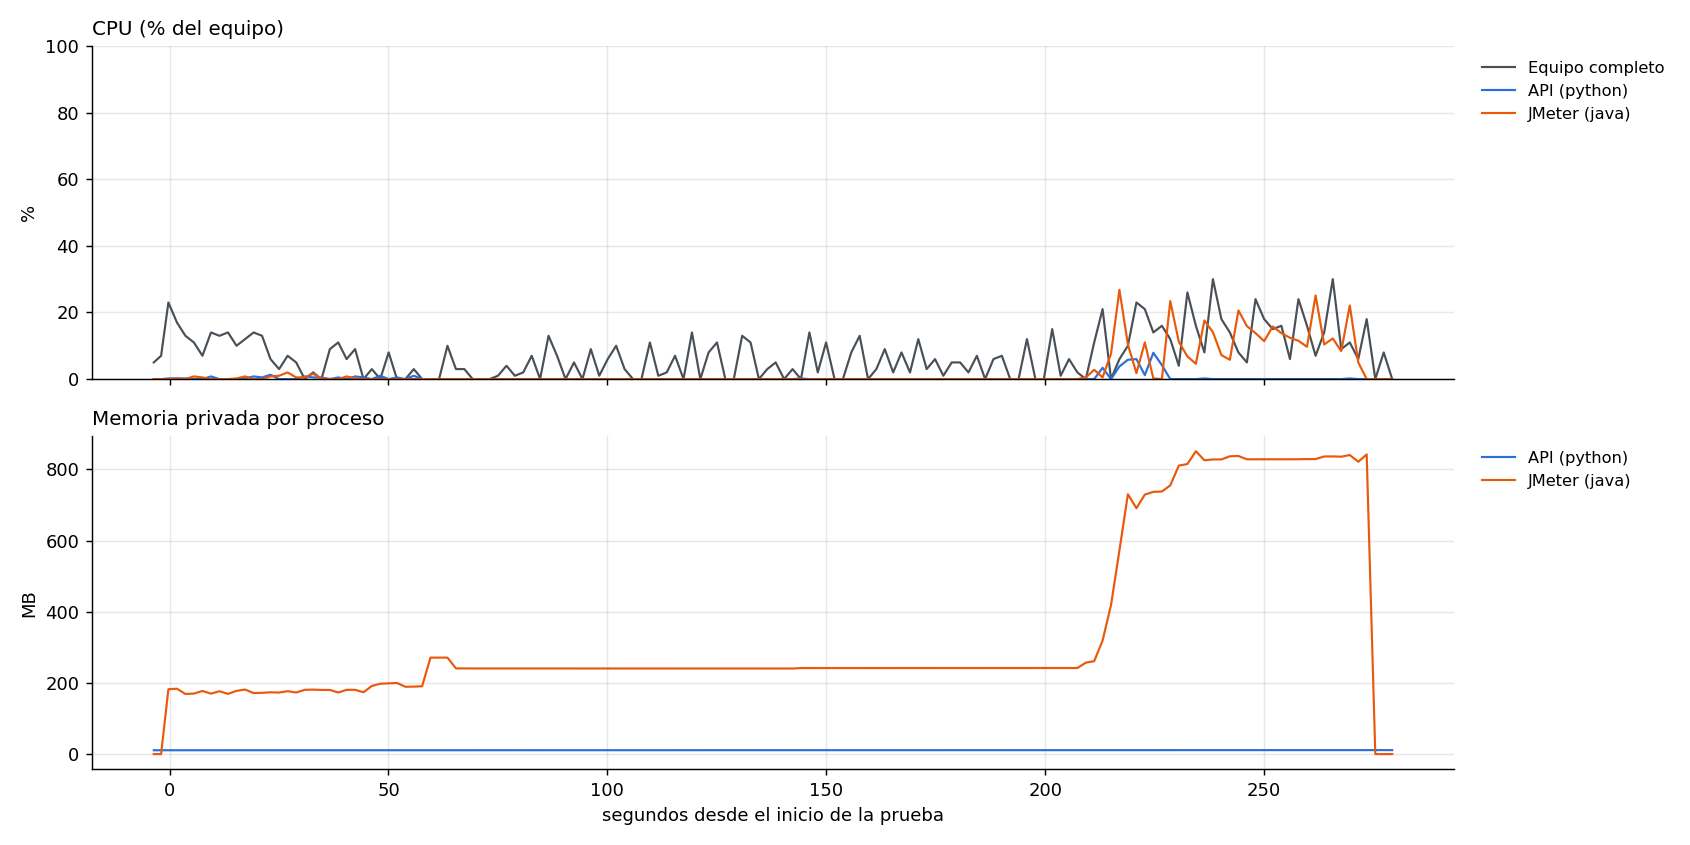 CPU (% del equipo)
100
80
60
40
20
0
%
Equipo completo
API (python)
JMeter (java)
Memoria privada por proceso
800
600
400
200
0
MB
API (python)
JMeter (java)
0 50 100 150 200 250
segundos desde el inicio de la prueba